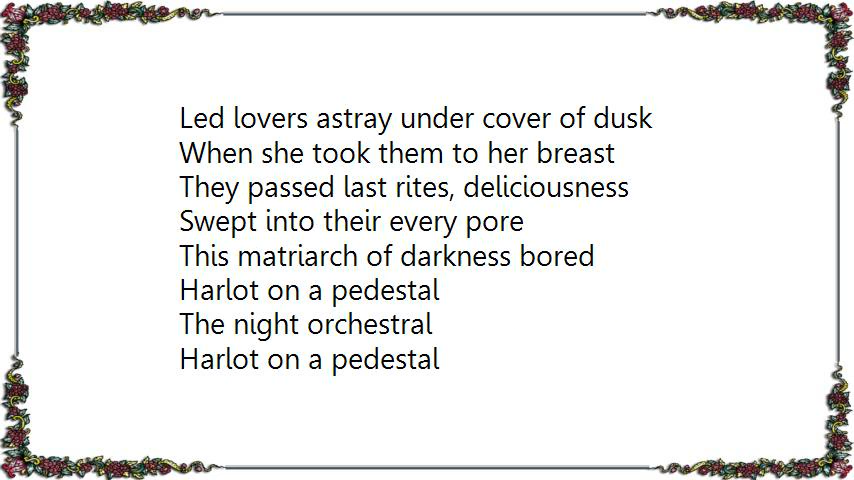 Led lovers astray under cover of dusk
When she took them to her breast
They passed last rites, deliciousness
Swept into their every pore
This matriarch of darkness bored
Harlot on a pedestal
The night orchestral
Harlot on a pedestal